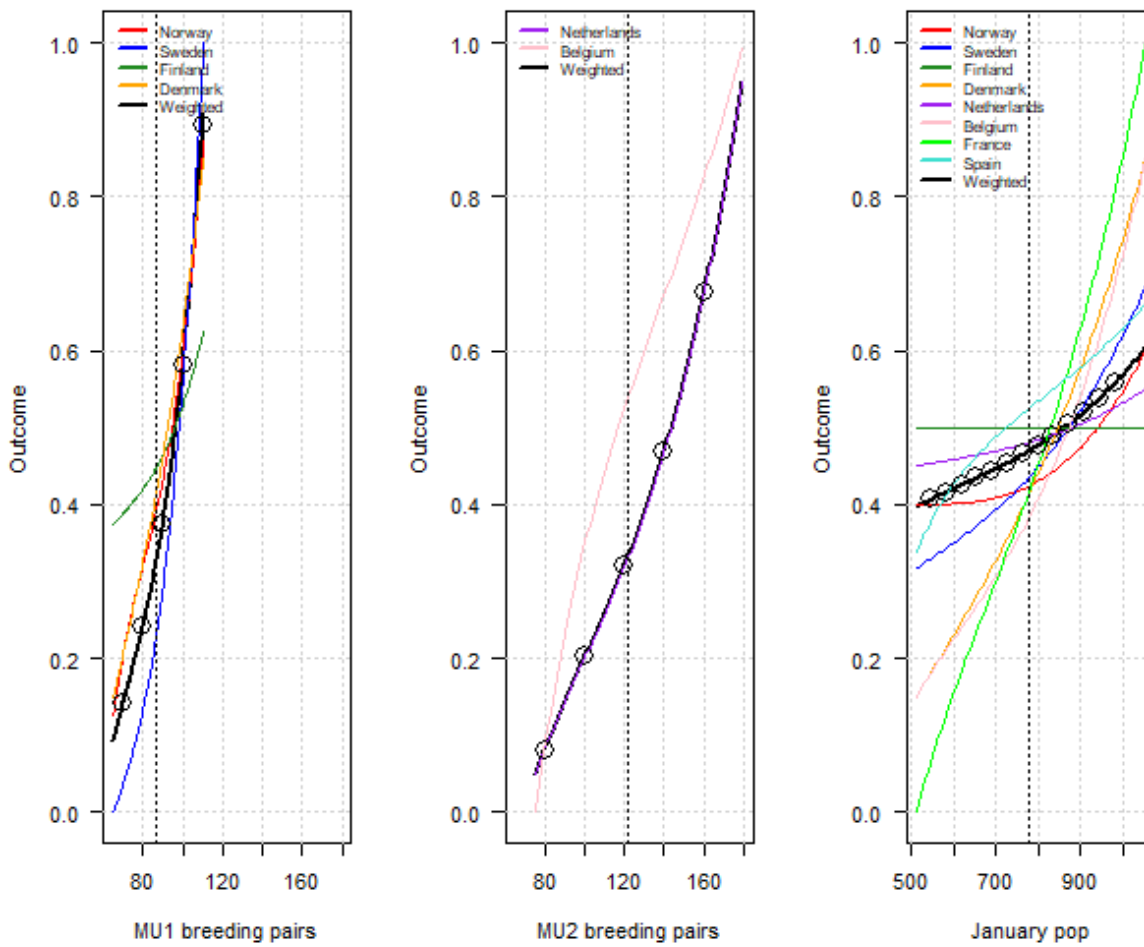 Outcome
1.0
0.8
0.6
0.4
0.2
0.0
Norway
Sweden
Finland
Denmark
Weighted
80
120
160
MU1 breeding pairs
Outcome
1.0
0.8
0.6
0.4
0.2
0.0
Netherlands
Belgium
Weighted
80
120
160
MU2 breeding pairs
Outcome
1.0
0.8
0.6
0.4
0.2
0.0
Norway
Sweden
Finland
Denmark
Netherlands
Belgium
France
Spain
Weighted
500
700
900
January pop